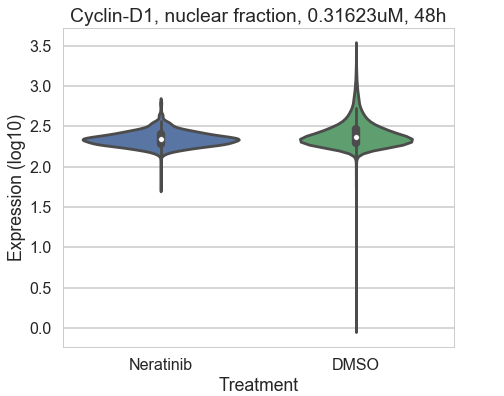 Cyclin-D1, nuclear fraction, 0.31623uM, 48h
3.5
3.0
2.5
2.0
1.5
1.0
0.5
0.0
Expression (log10)
Neratinib DMSO
Treatment